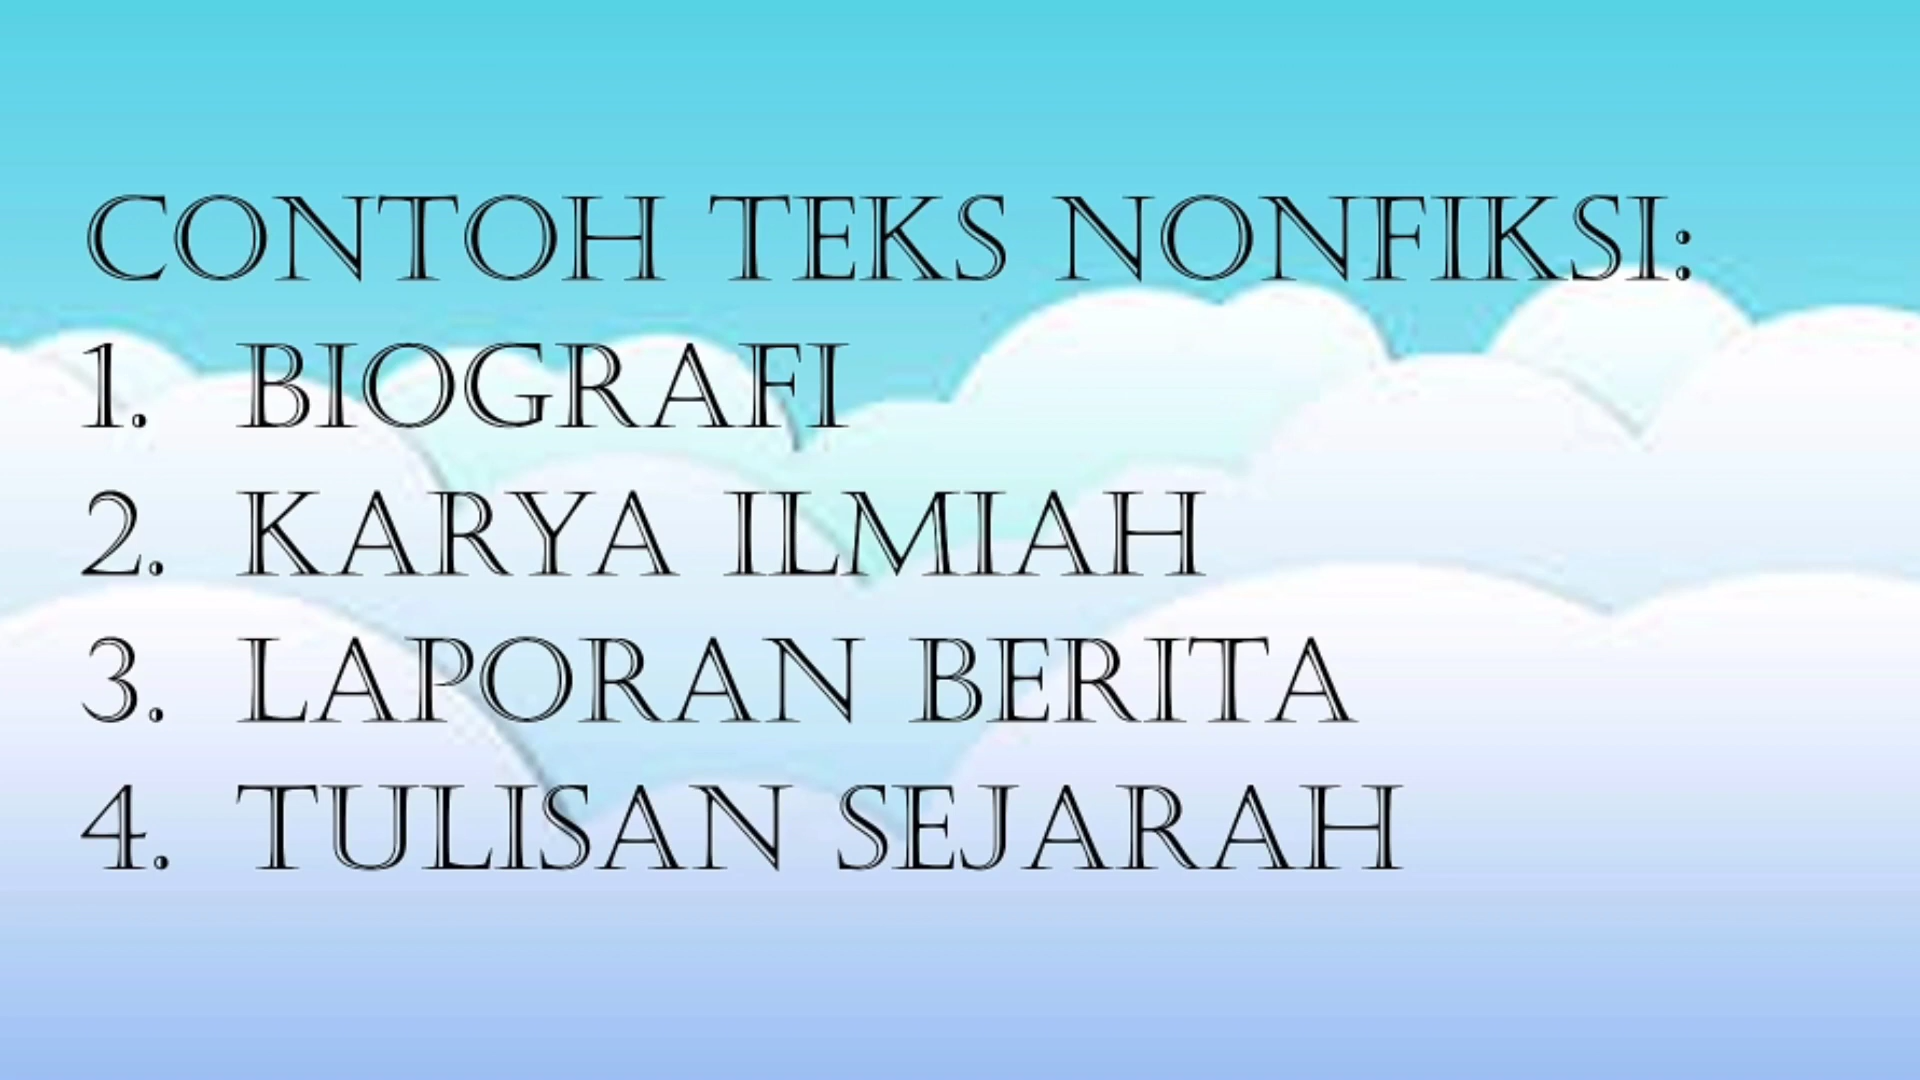 CONTOH TEKS NONFIKSI:
1. BIOGRAFI
2. KARYA ILMIAH
3. LAPORAN BERITA
4. TULISAN SEJARAH